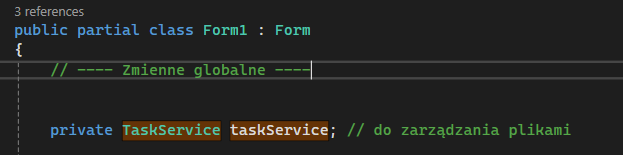 3 references
public partial class Form1 : Form
{
// ---- Zmienne globalne ----
private TaskService taskService; // do zarządzania plikami